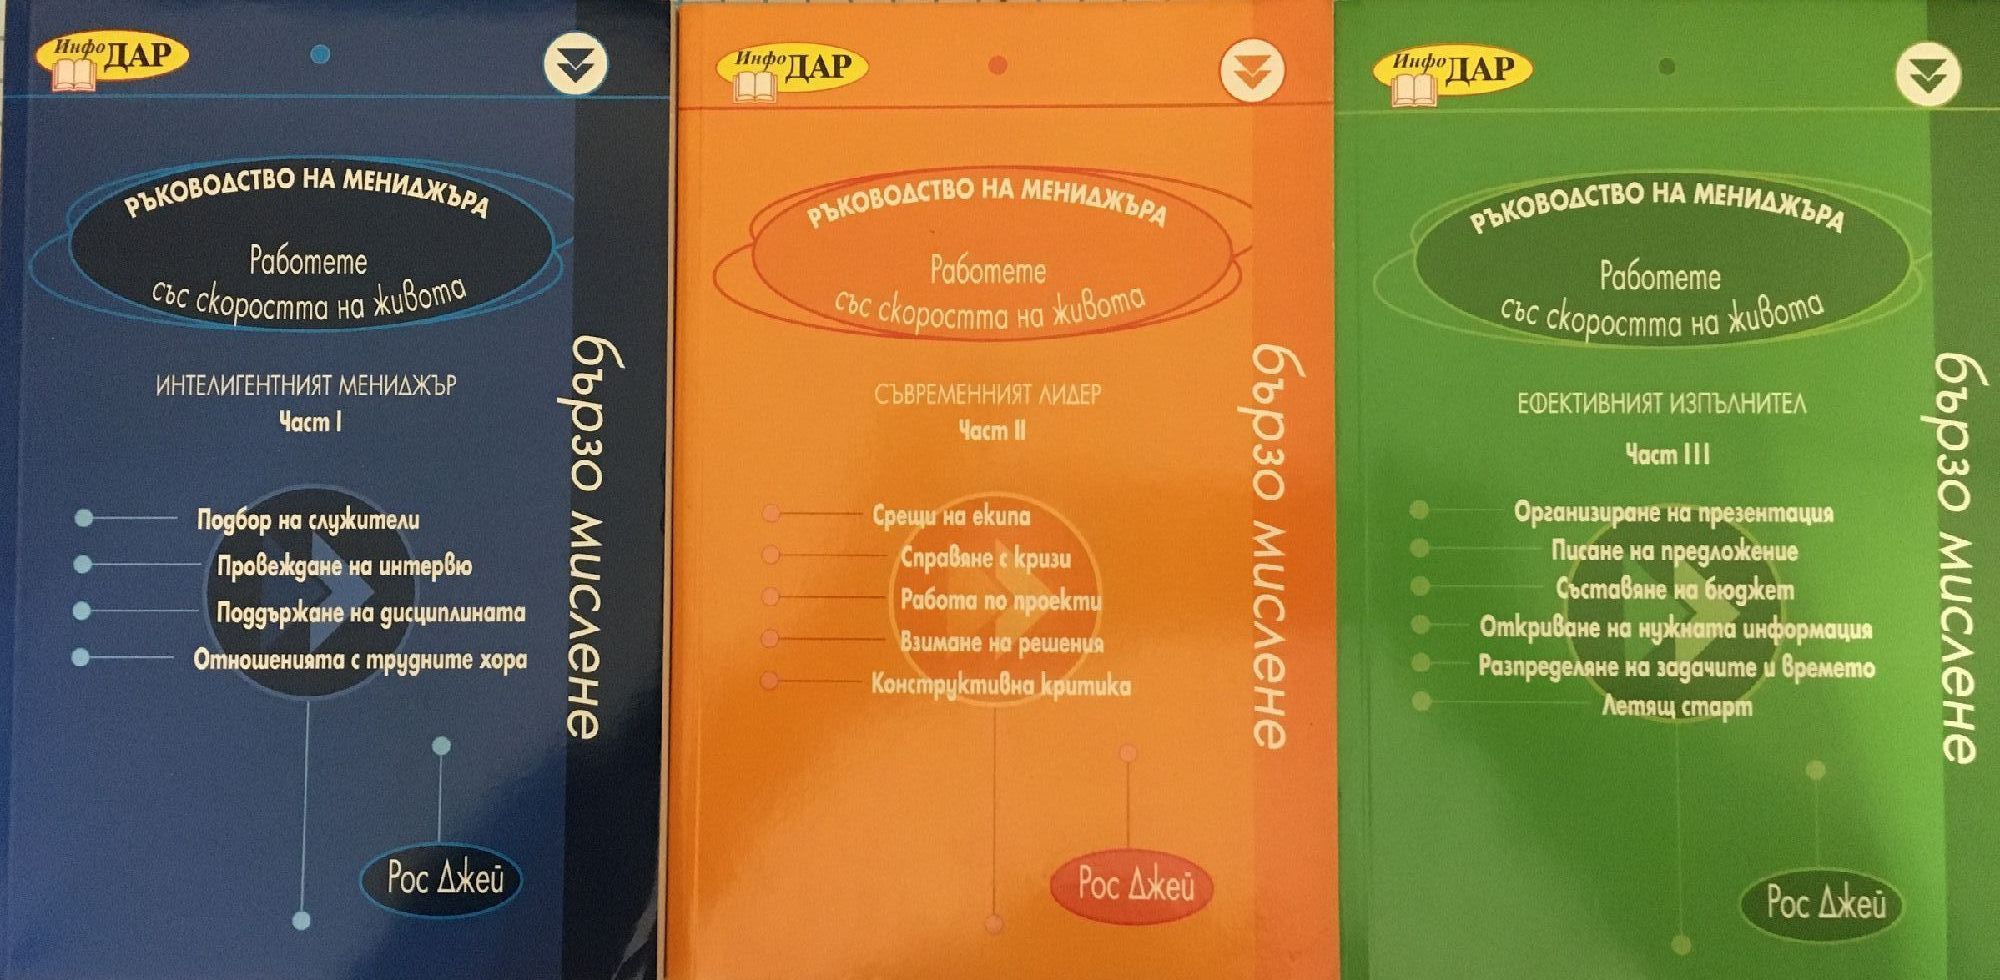 Инфо ДАР
РЪКОВОДСТВО НА МЕНИДЖЪРА
Работете
със скоростта на живота
ИНТЕЛИГЕНТНИЯТ МЕНИДЖЪР
Част I
Подбор на служители
Провеждане на интервю
Поддържане на дисциплината
Отношенията с трудните хора
Рос Джей
бързо мислене
Инфо ДАР
РЪКОВОДСТВО НА МЕНИДЖЪРА
Работете
със скоростта на живота
СЪВРЕМЕННИЯТ ЛИДЕР
Част II
Срещи на екипа
Справяне с кризи
Работа по проекти
Взимане на решения
Конструктивна критика
Рос Джей
бързо мислене
Инфо ДАР
РЪКОВОДСТВО НА МЕНИДЖЪРА
Работете
със скоростта на живота
ЕФЕКТИВНИЯТ ИЗПЪЛНИТЕЛ
Част III
Организиране на презентация
Писане на предложение
Съставяне на бюджет
Откриване на нужната информация
Разпределяне на задачите и времето
Летящ старт
Рос Джей
бързо мислене